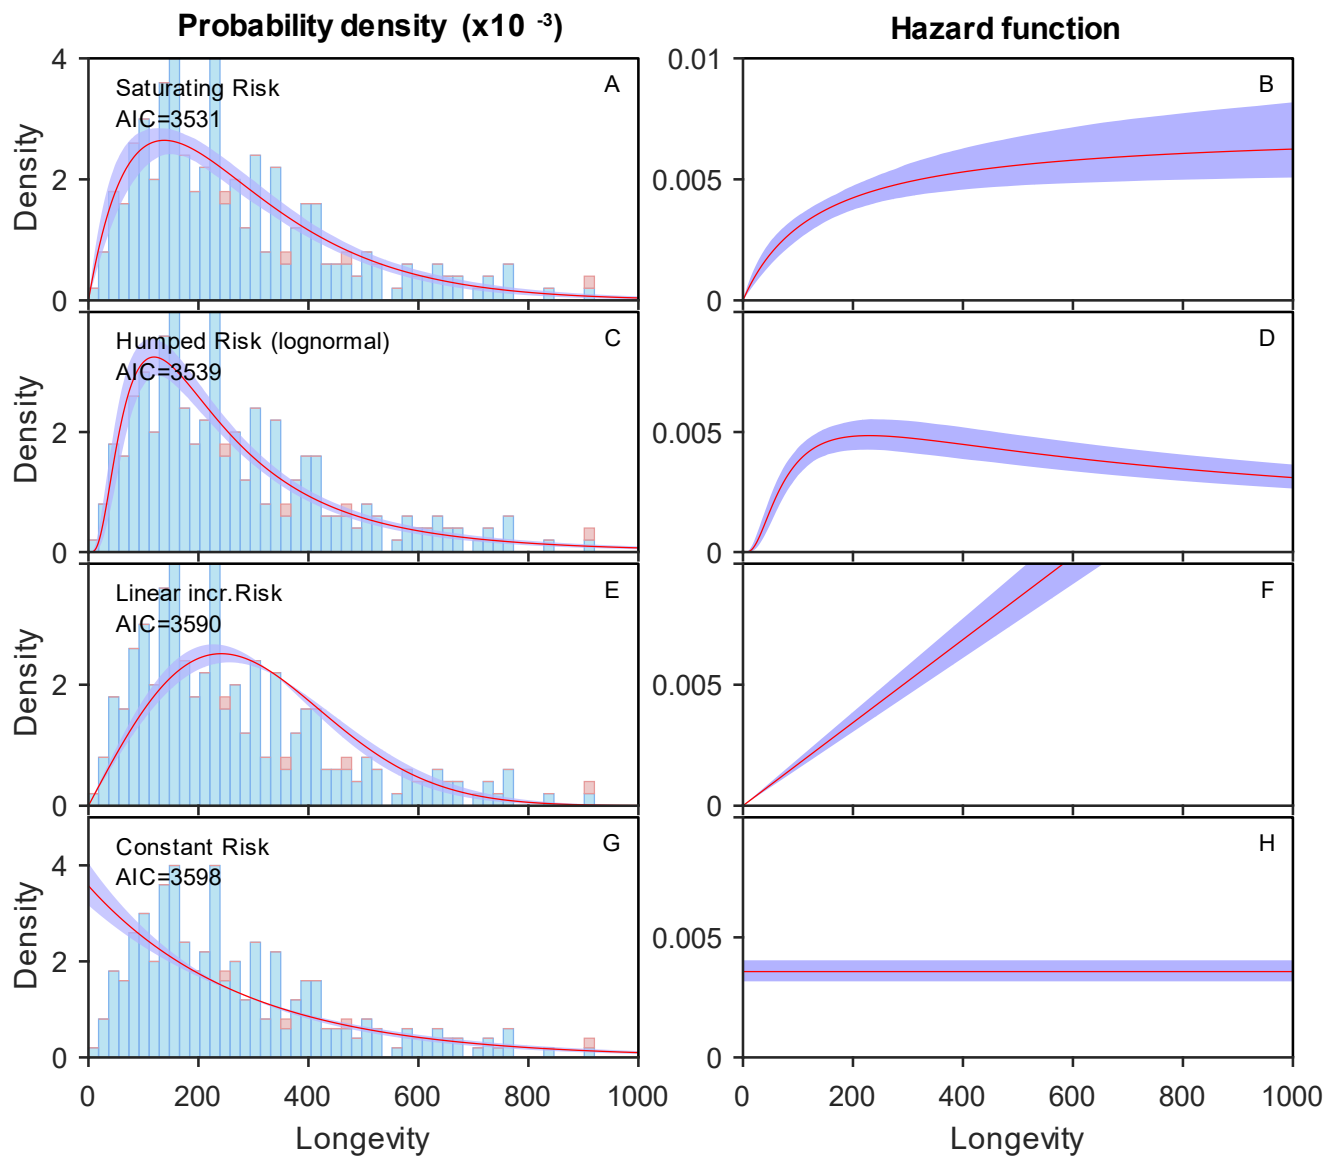 Probability density (x10 -3)
Hazard function
4
Saturating Risk
A
AIC=3531
2
0
Density
0.01
B
0.005
0
Humped Risk (lognormal)
C
AIC=3539
2
0
Density
D
0.005
0
Linear incr.Risk
E
AIC=3590
2
0
Density
F
0.005
0
Constant Risk
G
AIC=3598
4
2
0
Density
H
0.005
0
0 200 400 600 800 1000
0 200 400 600 800 1000
Longevity
Longevity